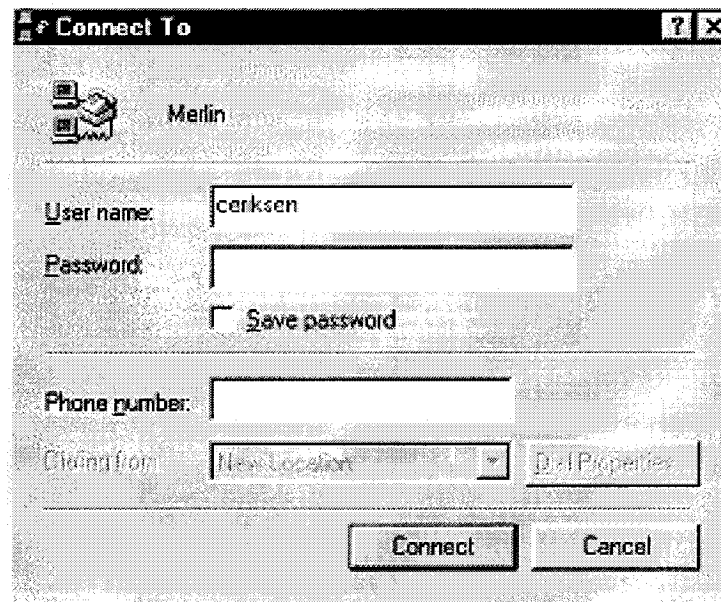 Connect To
Merlin
User name: cerksen
Password:
Save password
Phone number:
Dialing from: New Location Dial Properties
Connect Cancel